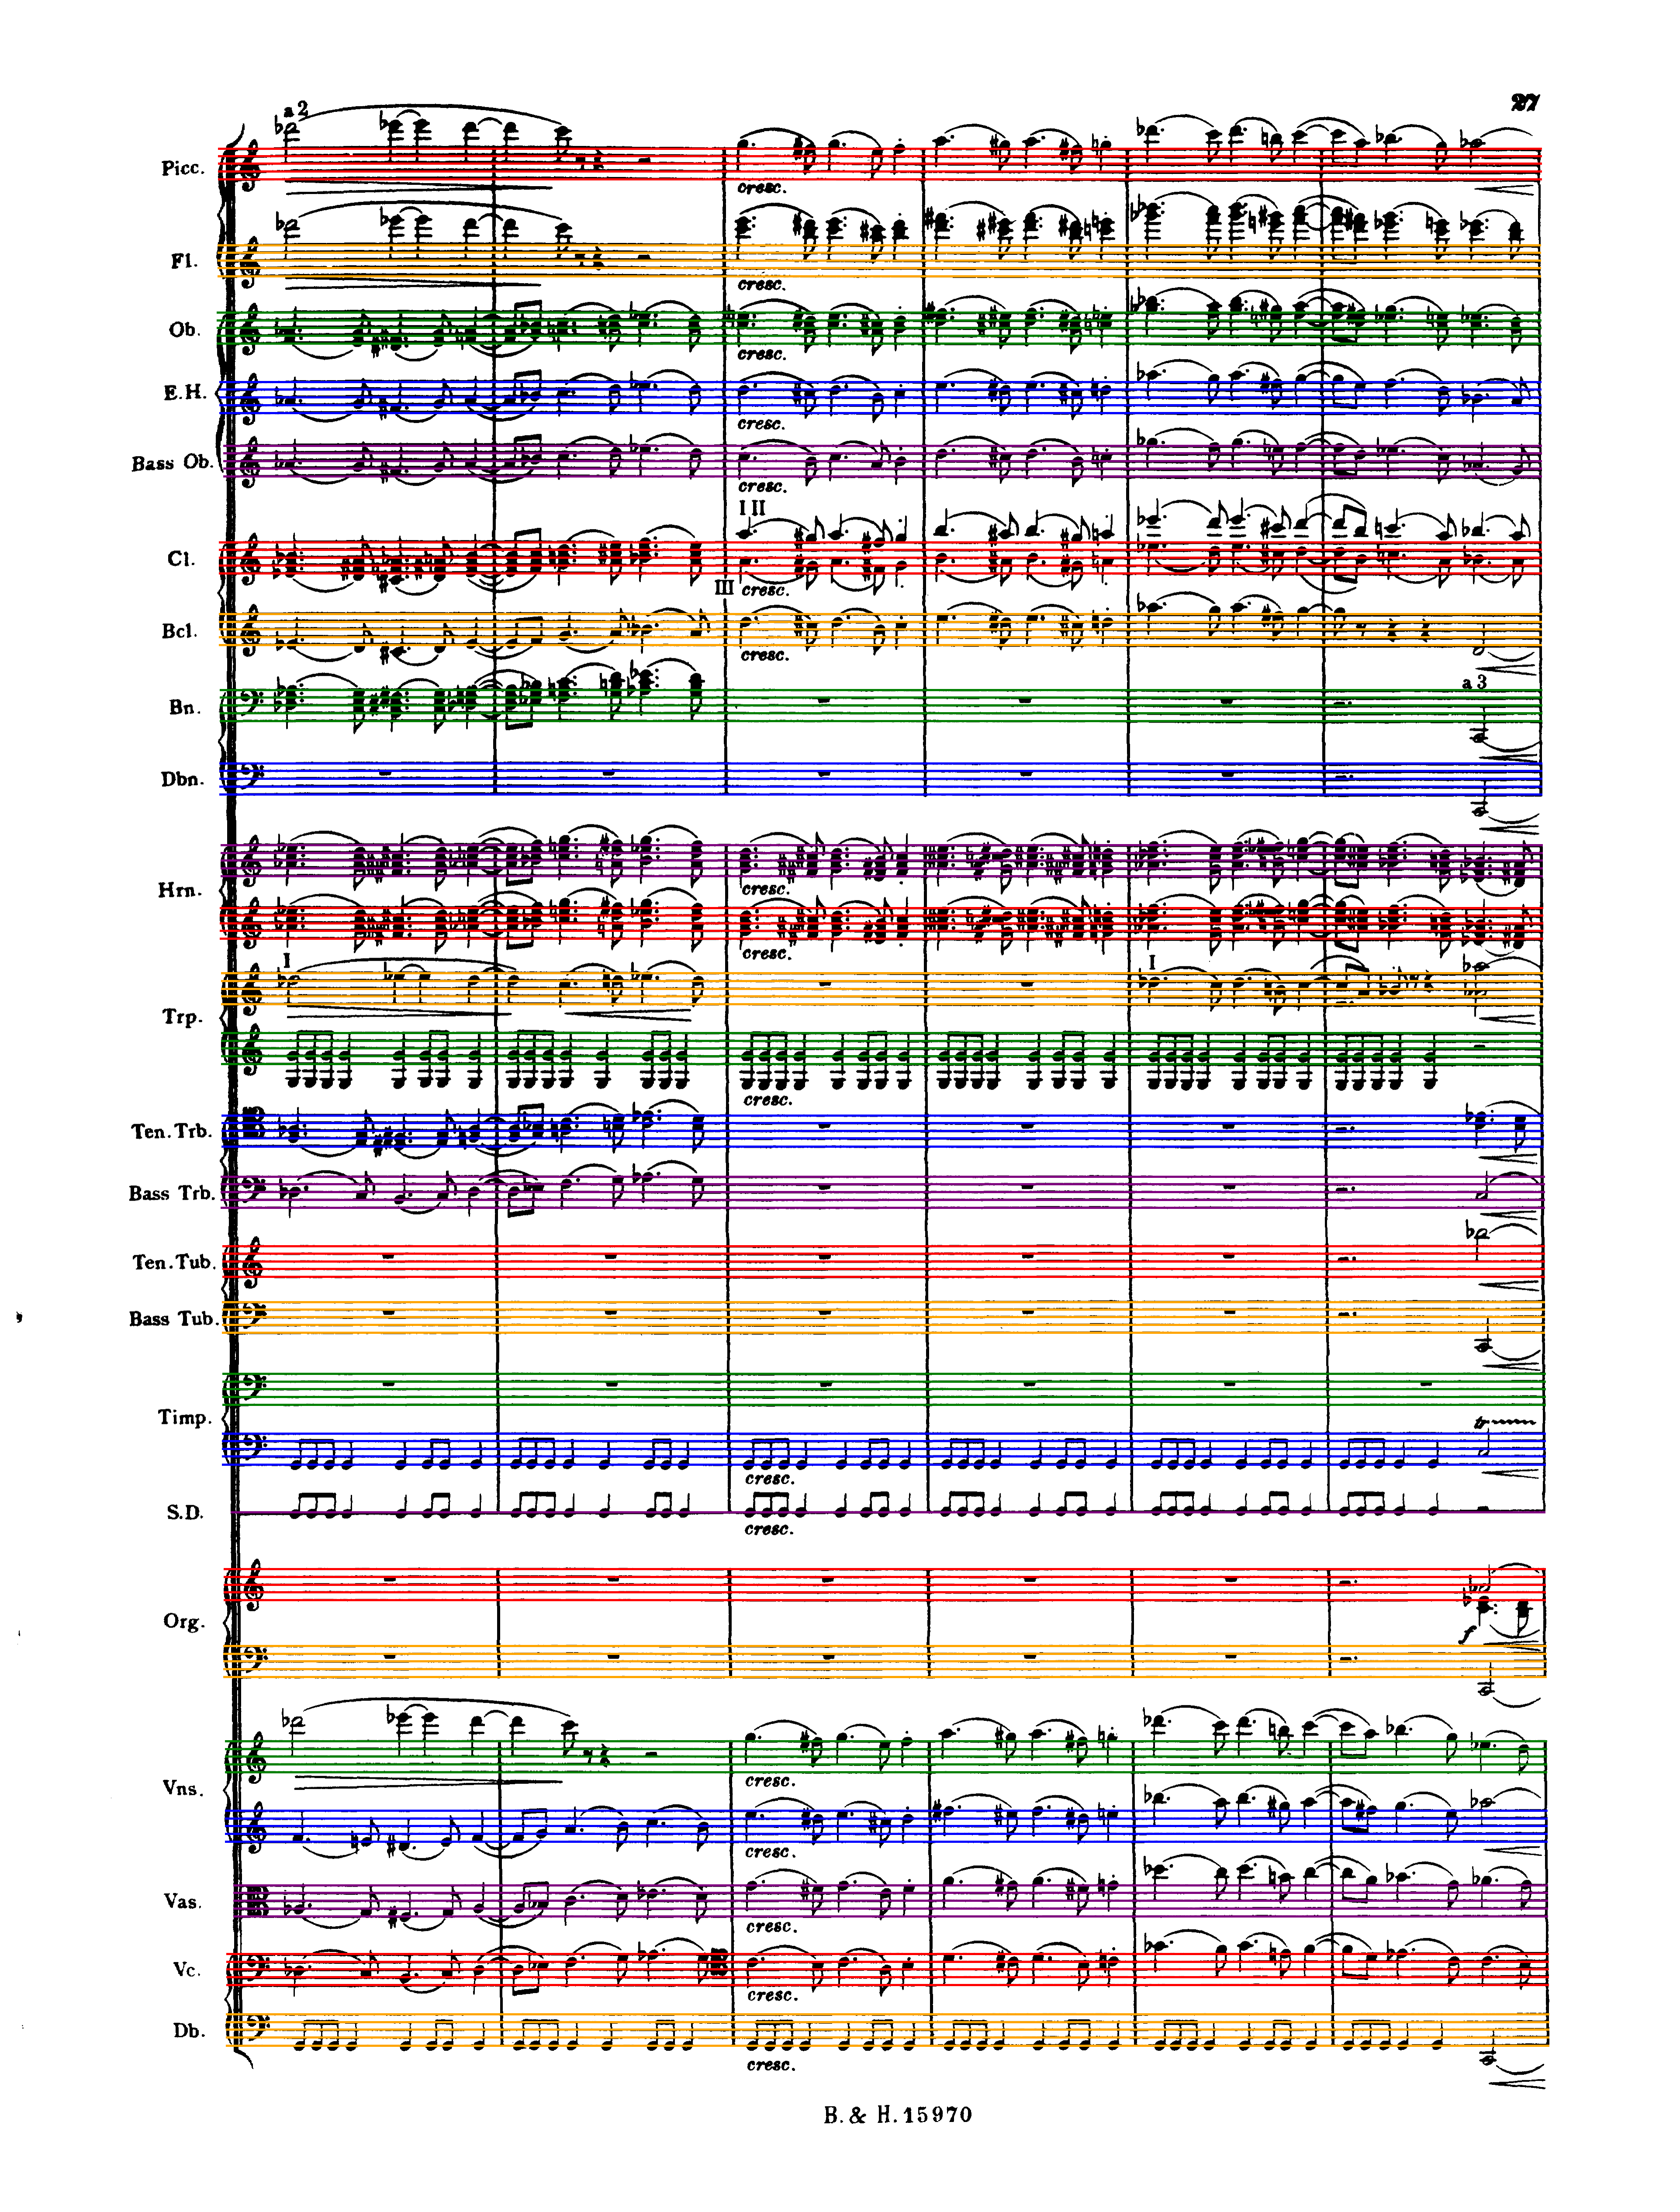 27
a 2
Picc.
cresc.
Fl.
cresc.
Ob.
cresc.
E.H.
cresc.
Bass Ob.
cresc.
I II
Cl.
III cresc.
Bcl.
cresc.
a 3
Bn.
Dbn.
Hrn.
cresc.
cresc.
I
I
Trp.
cresc.
Ten. Trb.
Bass Trb.
Ten. Tub.
Bass Tub.
Timp.
tr
cresc.
S.D.
cresc.
Org.
f
Vns.
cresc.
cresc.
Vas.
cresc.
Vc.
cresc.
Db.
cresc.
B. & H. 15970